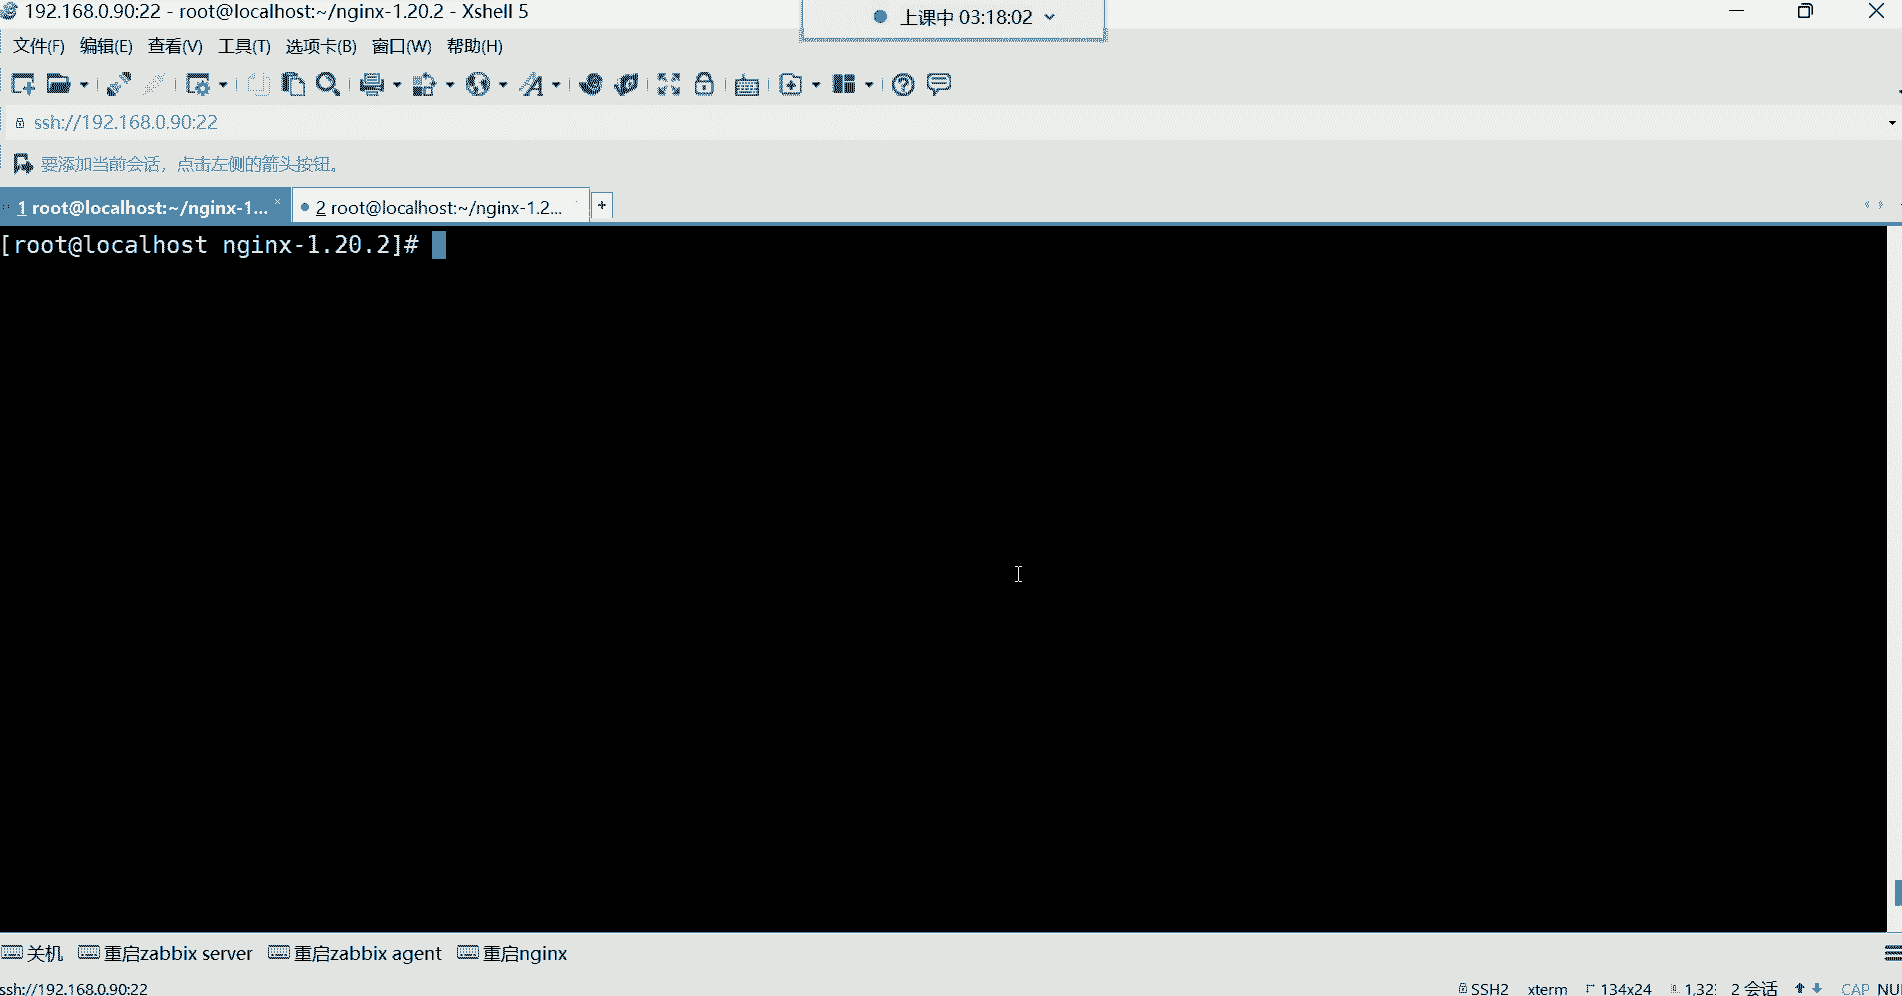 192.168.0.90:22 - root@localhost:~/nginx-1.20.2 - Xshell 5
上课中 03:18:02
文件(F) 编辑(E) 查看(V) 工具(T) 选项卡(B) 窗口(W) 帮助(H)
ssh://192.168.0.90:22
要添加当前会话，点击左侧的箭头按钮。
1 root@localhost:~/nginx-1... 2 root@localhost:~/nginx-1.2...
[root@localhost nginx-1.20.2]#
关机 重启zabbix server 重启zabbix agent 重启nginx
ssh://192.168.0.90:22 SSH2 xterm 134x24 1,32 2 会话 CAP NU